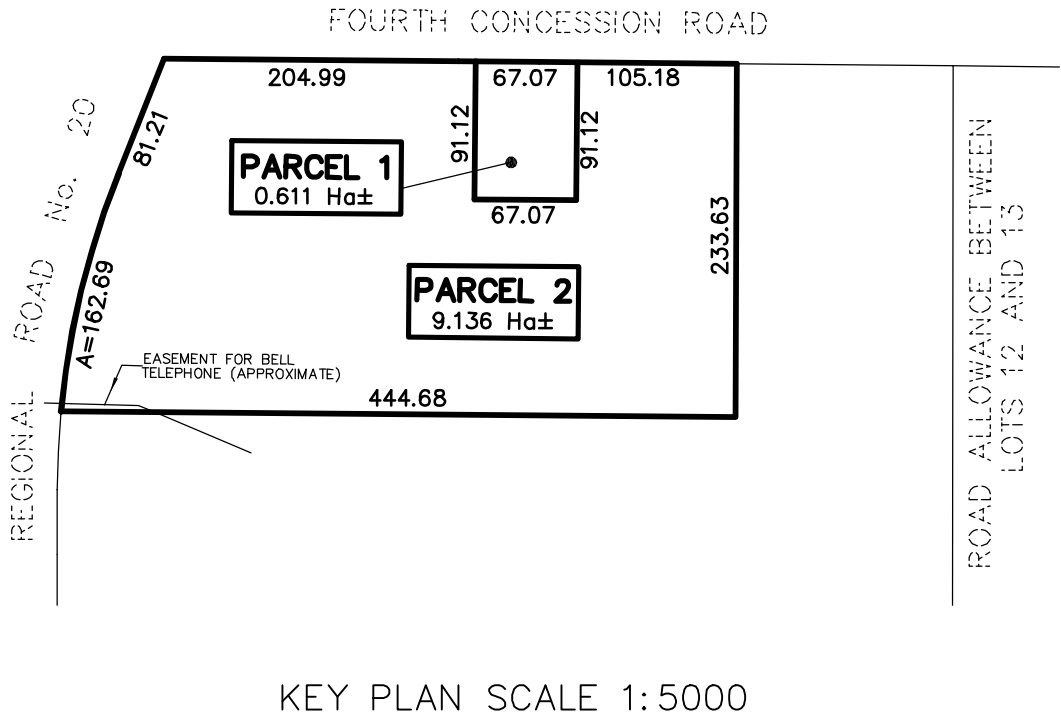 FOURTH CONCESSION ROAD
204.99
67.07
105.18
81.21
91.12
91.12
PARCEL 1
0.611 Ha±
67.07
233.63
PARCEL 2
9.136 Ha±
A=162.69
EASEMENT FOR BELL
TELEPHONE (APPROXIMATE)
444.68
REGIONAL ROAD No. 20
ROAD ALLOWANCE BETWEEN
LOTS 12 AND 13
KEY PLAN SCALE 1:5000